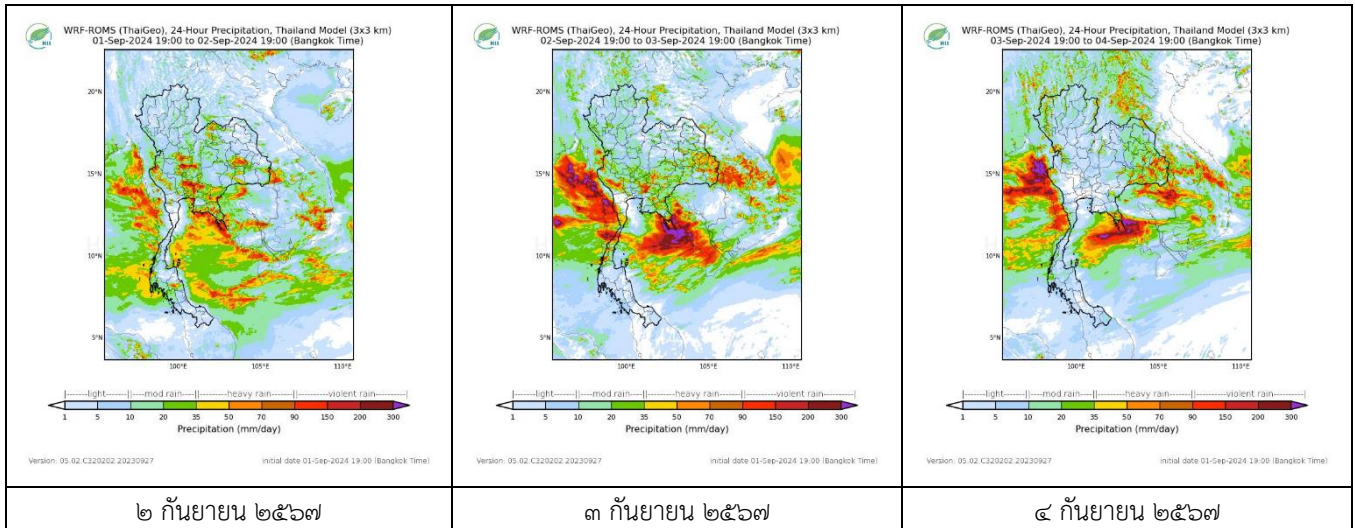 WRF-ROMS (ThaiGeo), 24-Hour Precipitation, Thailand Model (3x3 km)
01-Sep-2024 19:00 to 02-Sep-2024 19:00 (Bangkok Time)
20°N
15°N
10°N
5°N
100°E 105°E 110°E
light mod rain heavy rain violent rain
1 5 10 20 35 50 70 90 150 200 300
Precipitation (mm/day)
Version: 05.02.C320202.20230927 initial date 01-Sep-2024 19:00 (Bangkok Time)
๒ กันยายน ๒๕๖๗
WRF-ROMS (ThaiGeo), 24-Hour Precipitation, Thailand Model (3x3 km)
02-Sep-2024 19:00 to 03-Sep-2024 19:00 (Bangkok Time)
20°N
15°N
10°N
5°N
100°E 105°E 110°E
light mod rain heavy rain violent rain
1 5 10 20 35 50 70 90 150 200 300
Precipitation (mm/day)
Version: 05.02.C320202.20230927 initial date 01-Sep-2024 19:00 (Bangkok Time)
๓ กันยายน ๒๕๖๗
WRF-ROMS (ThaiGeo), 24-Hour Precipitation, Thailand Model (3x3 km)
03-Sep-2024 19:00 to 04-Sep-2024 19:00 (Bangkok Time)
20°N
15°N
10°N
5°N
100°E 105°E 110°E
light mod rain heavy rain violent rain
1 5 10 20 35 50 70 90 150 200 300
Precipitation (mm/day)
Version: 05.02.C320202.20230927 initial date 01-Sep-2024 19:00 (Bangkok Time)
๔ กันยายน ๒๕๖๗